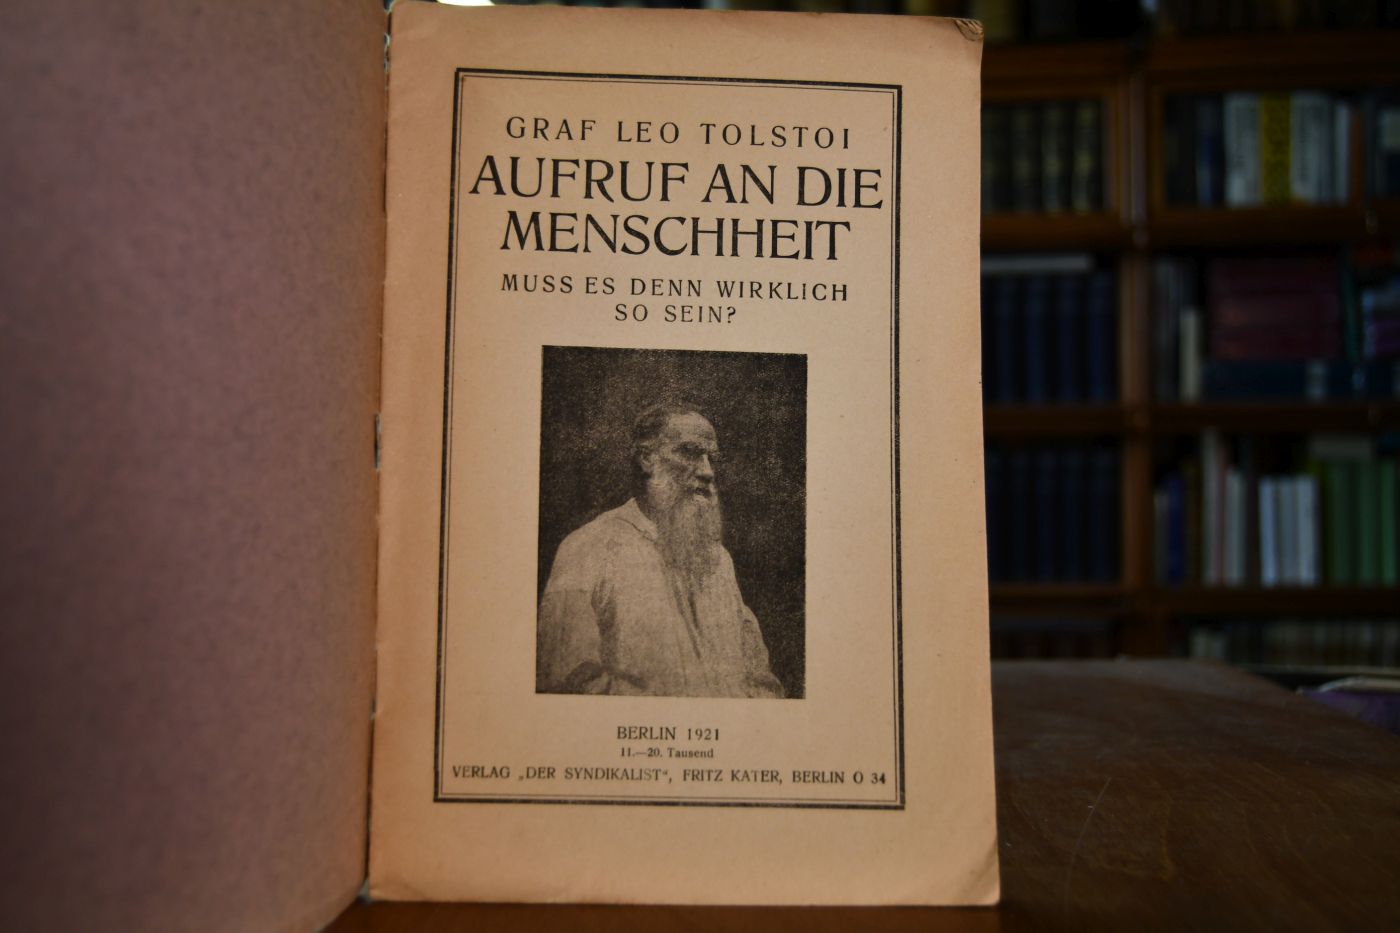 GRAF LEO TOLSTOI
AUFRUF AN DIE
MENSCHHEIT
MUSS ES DENN WIRKLICH
SO SEIN?
BERLIN 1921
11.—20. Tausend
VERLAG „DER SYNDIKALIST“, FRITZ KATER, BERLIN O 34